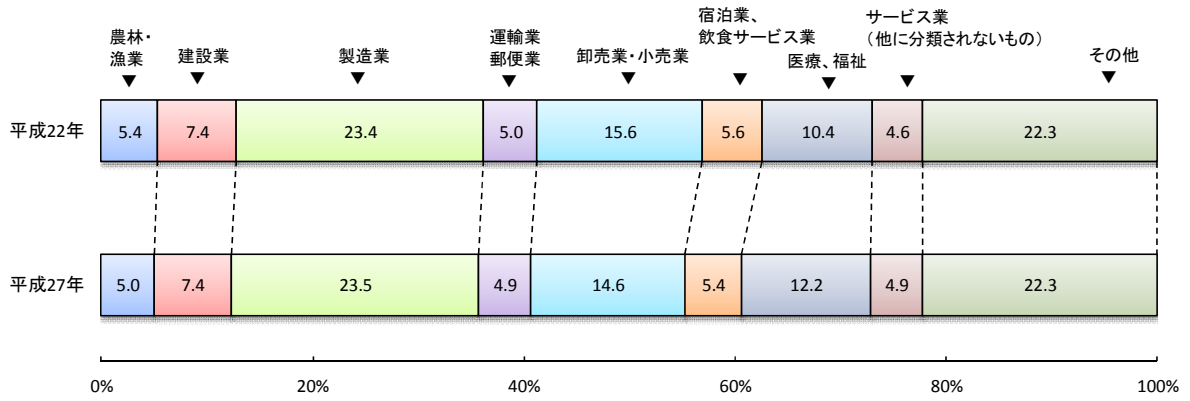 農林・
漁業
建設業
製造業
運輸業
郵便業
卸売業・小売業
宿泊業、
飲食サービス業
医療、福祉
サービス業
（他に分類されないもの）
その他
平成22年
5.4
7.4
23.4
5.0
15.6
5.6
10.4
4.6
22.3
平成27年
5.0
7.4
23.5
4.9
14.6
5.4
12.2
4.9
22.3
0%
20%
40%
60%
80%
100%